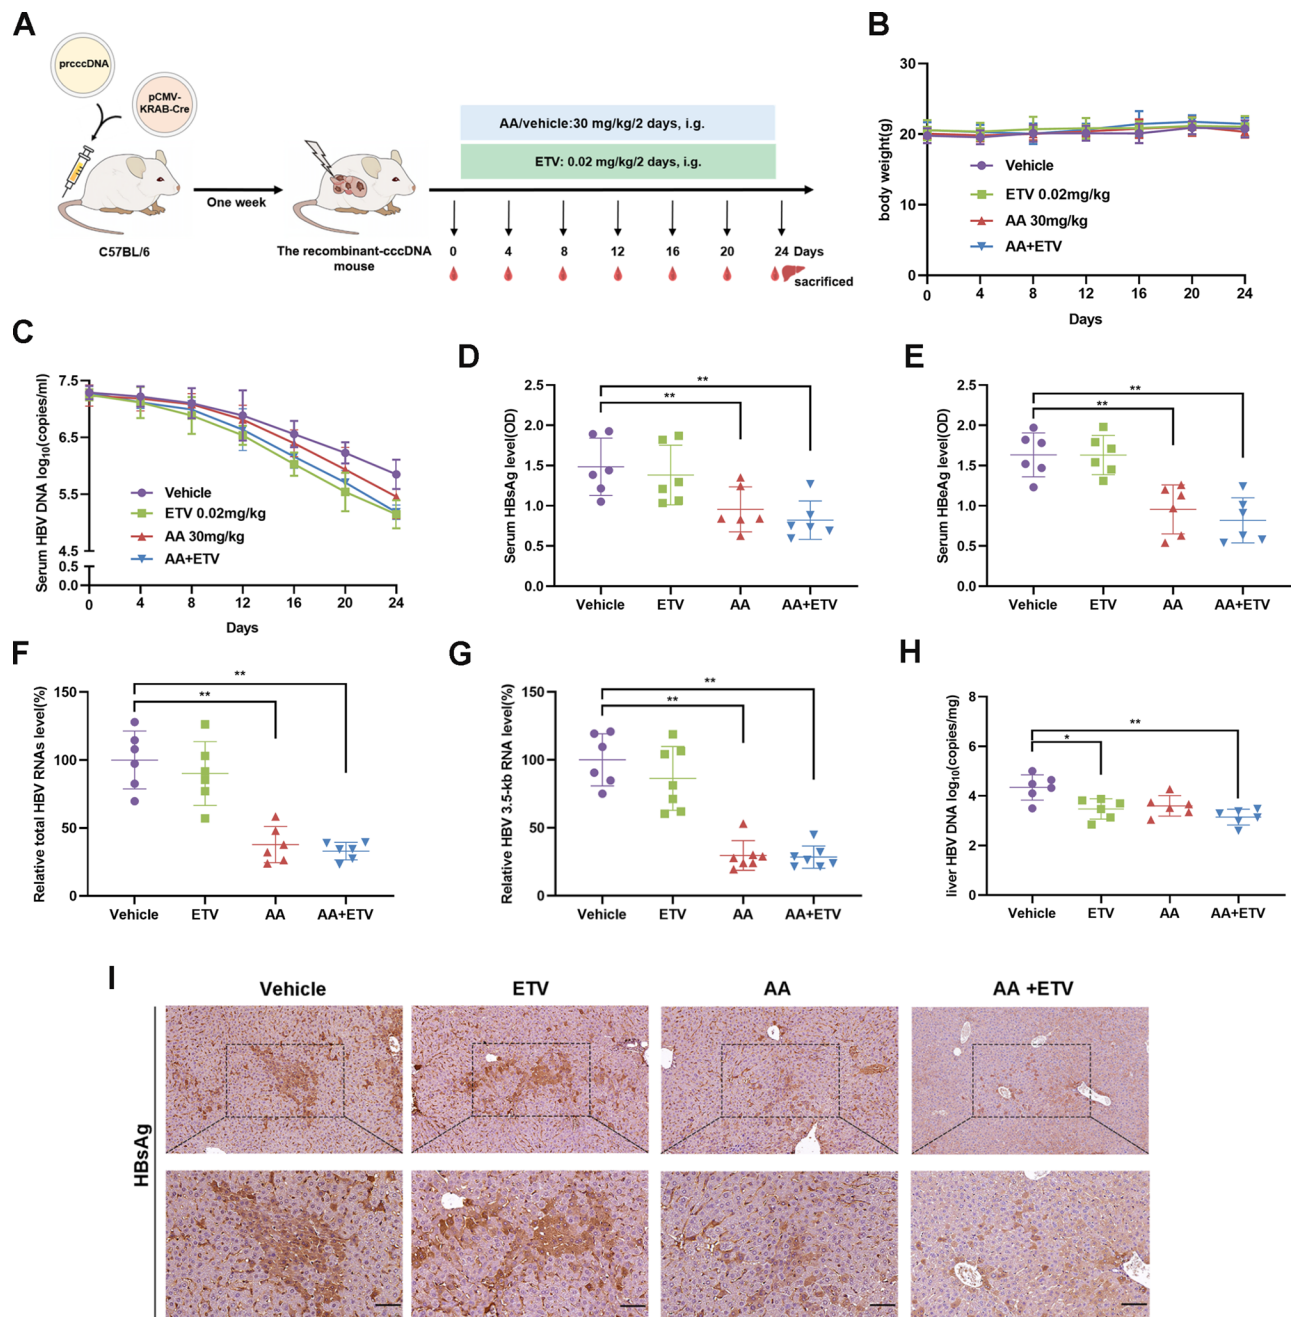 A
prcccDNA
pCMV-
KRAB-Cre
C57BL/6
One week
The recombinant-cccDNA
mouse
AA/vehicle:30 mg/kg/2 days, i.g.
ETV: 0.02 mg/kg/2 days, i.g.
0 4 8 12 16 20 24 Days
sacrificed
B
body weight(g)
30
20
10
0
Vehicle
ETV 0.02mg/kg
AA 30mg/kg
AA+ETV
0 4 8 12 16 20 24
Days
C
Serum HBV DNA log10(copies/ml)
7.5
6.5
5.5
4.5
0.5
0.0
Vehicle
ETV 0.02mg/kg
AA 30mg/kg
AA+ETV
0 4 8 12 16 20 24
Days
D
Serum HBsAg level(OD)
2.5
2.0
1.5
1.0
0.5
0.0
**
**
Vehicle ETV AA AA+ETV
E
Serum HBeAg level(OD)
2.5
2.0
1.5
1.0
0.5
0.0
**
**
Vehicle ETV AA AA+ETV
F
Relative total HBV RNAs level(%)
150
100
50
0
**
**
Vehicle ETV AA AA+ETV
G
Relative HBV 3.5-kb RNA level(%)
150
100
50
0
**
**
Vehicle ETV AA AA+ETV
H
liver HBV DNA log10(copies/mg)
8
6
4
2
0
**
*
Vehicle ETV AA AA+ETV
I
Vehicle ETV AA AA +ETV
HBsAg